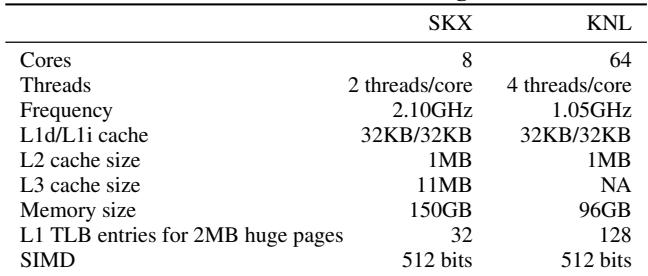 SKX KNL
Cores 8 64
Threads 2 threads/core 4 threads/core
Frequency 2.10GHz 1.05GHz
L1d/L1i cache 32KB/32KB 32KB/32KB
L2 cache size 1MB 1MB
L3 cache size 11MB NA
Memory size 150GB 96GB
L1 TLB entries for 2MB huge pages 32 128
SIMD 512 bits 512 bits